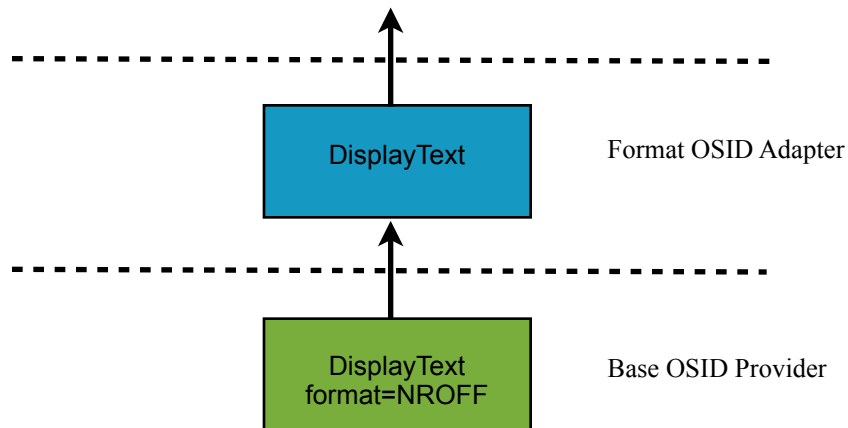 DisplayText
Format OSID Adapter
DisplayText
format=NROFF
Base OSID Provider